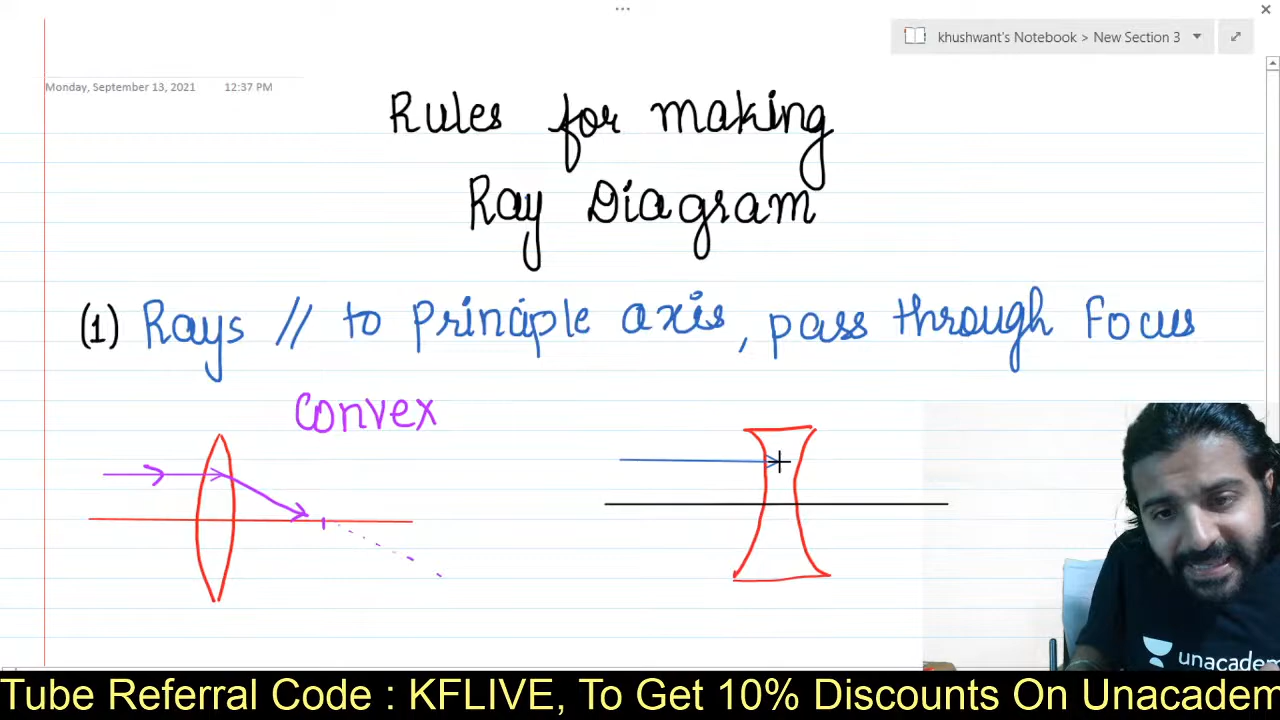 khushwant's Notebook > New Section 3
Monday, September 13, 2021 12:37 PM
Rules for making
Ray Diagram
(1) Rays // to Principle axis, pass through Focus
Convex
unacadem
Tube Referral Code : KFLIVE, To Get 10% Discounts On Unacadem